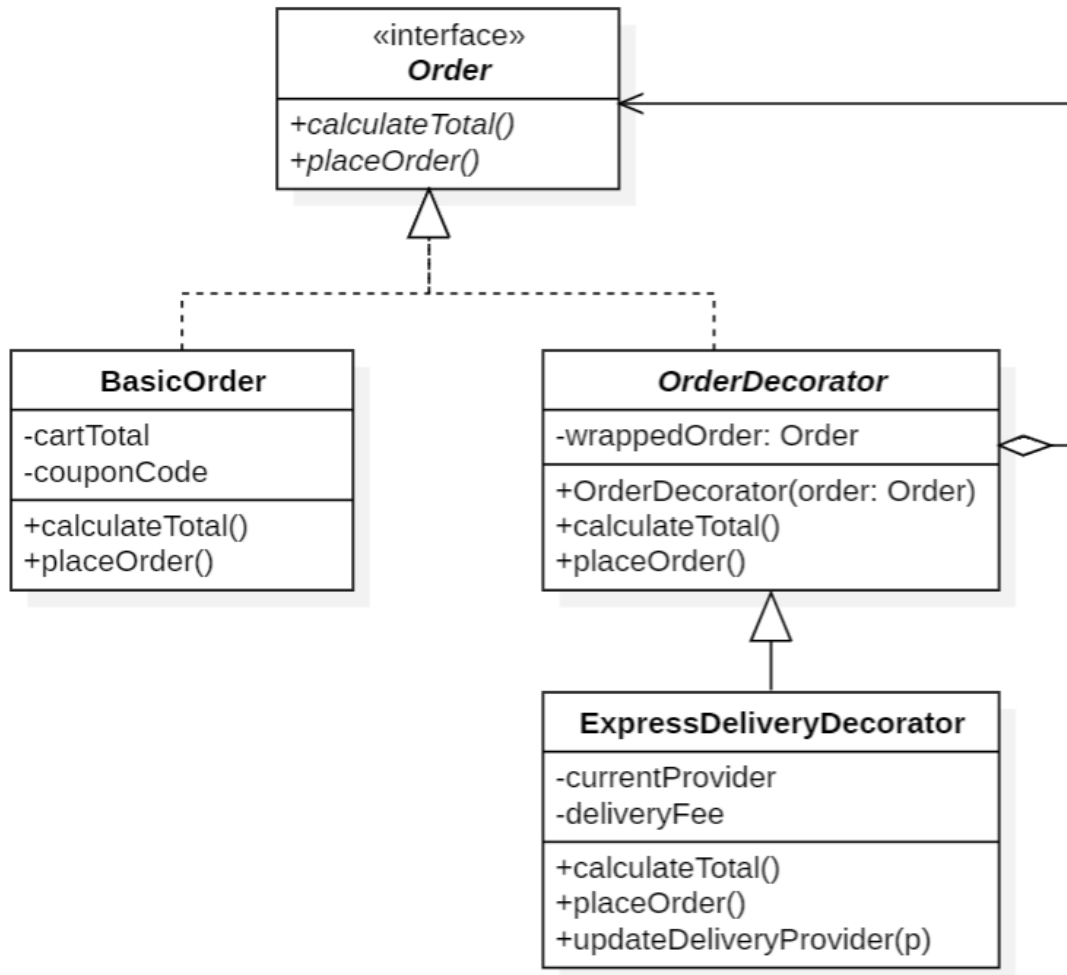 «interface»
Order
+calculateTotal()
+placeOrder()
BasicOrder
-cartTotal
-couponCode
+calculateTotal()
+placeOrder()
OrderDecorator
-wrappedOrder: Order
+OrderDecorator(order: Order)
+calculateTotal()
+placeOrder()
ExpressDeliveryDecorator
-currentProvider
-deliveryFee
+calculateTotal()
+placeOrder()
+updateDeliveryProvider(p)